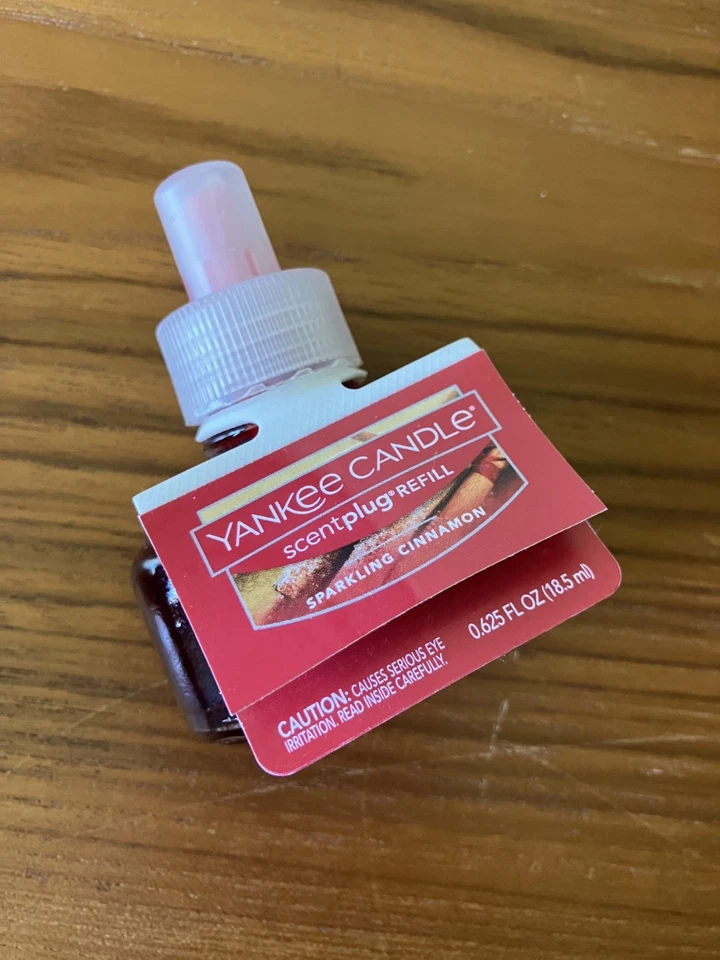 YANKEE CANDLE®
scentplug® REFILL
SPARKLING CINNAMON
CAUTION: CAUSES SERIOUS EYE
IRRITATION. READ INSIDE CAREFULLY.
0.625 FL OZ (18.5 ml)